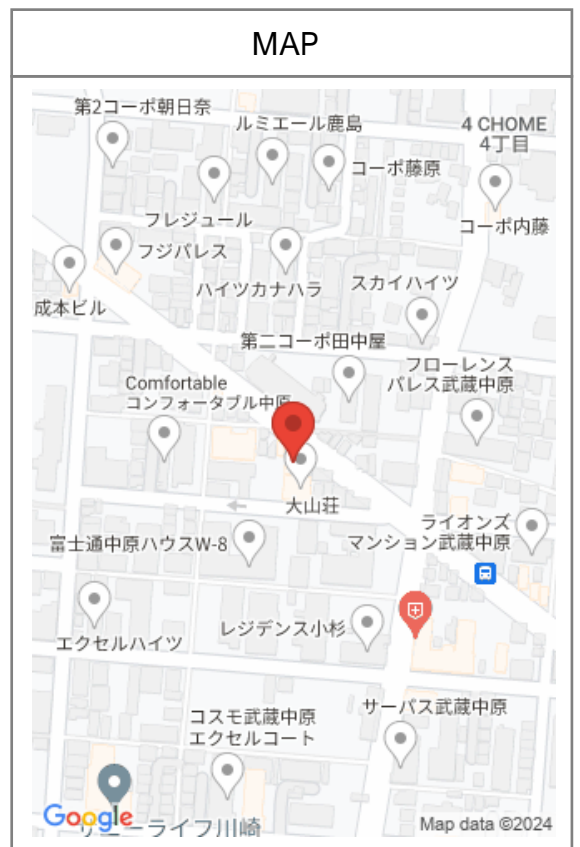 MAP
第2コーポ朝日奈
ルミエール鹿島
4 CHOME
4丁目
コーポ藤原
フレジュール
コーポ内藤
フジパレス
ハイツカナハラ
スカイハイツ
成本ビル
第二コーポ田中屋
フローレンス
パレス武蔵中原
Comfortable
コンフォータブル中原
大山荘
ライオンズ
マンション武蔵中原
富士通中原ハウスW-8
レジデンス小杉
エクセルハイツ
サーパス武蔵中原
コスモ武蔵中原
エクセルコート
Google
ーライフ川崎
Map data ©2024